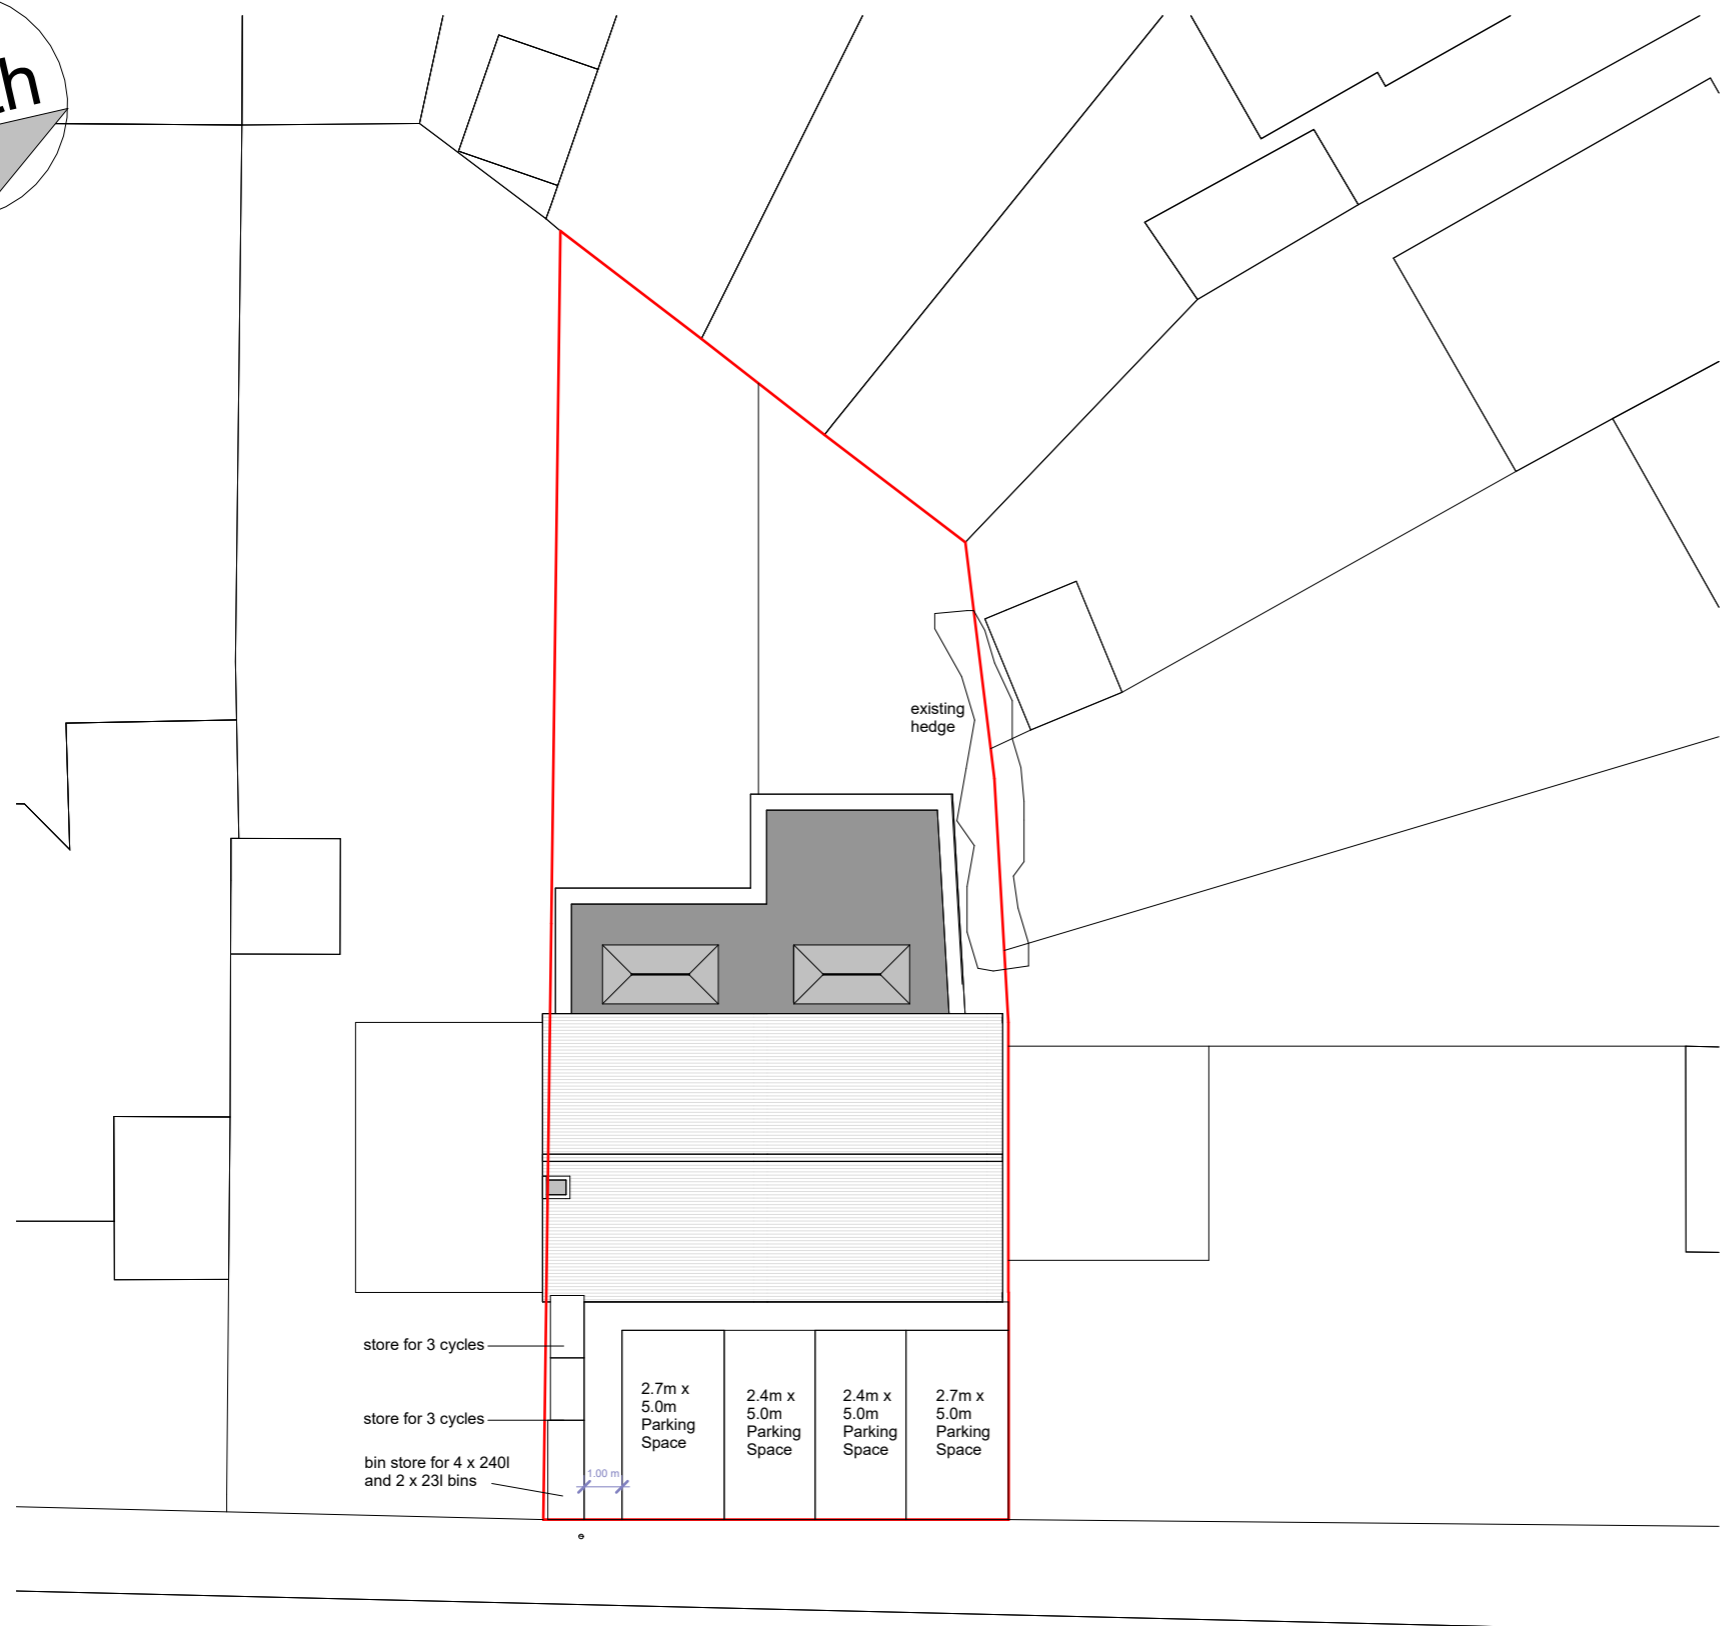 existing
hedge
store for 3 cycles
store for 3 cycles
bin store for 4 x 240l
and 2 x 23l bins
1.00 m
2.7m x
5.0m
Parking
Space
2.4m x
5.0m
Parking
Space
2.4m x
5.0m
Parking
Space
2.7m x
5.0m
Parking
Space